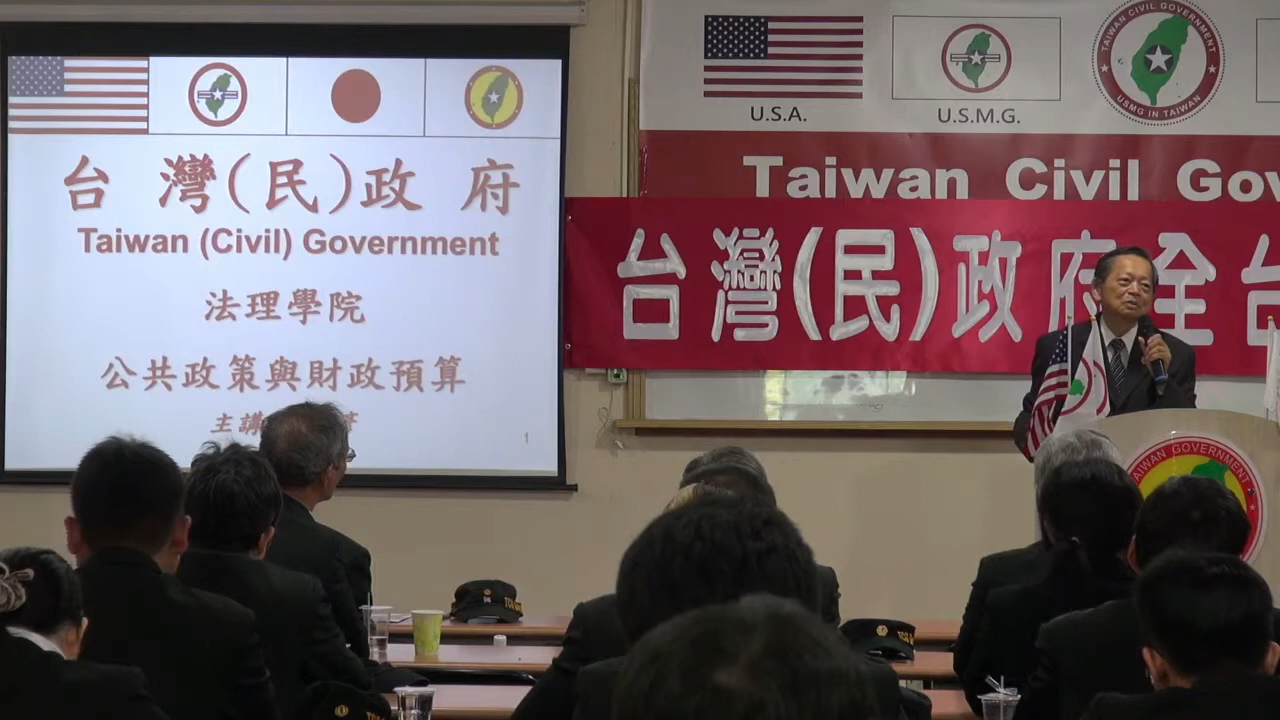 台灣(民)政府
Taiwan (Civil) Government
法理學院
公共政策與財政預算
主講
1
U.S.A.
U.S.M.G.
TAIWAN CIVIL GOVERNMENT
USMG IN TAIWAN
Taiwan Civil Gov
台灣(民)政府全台
TAIWAN GOVERNMENT